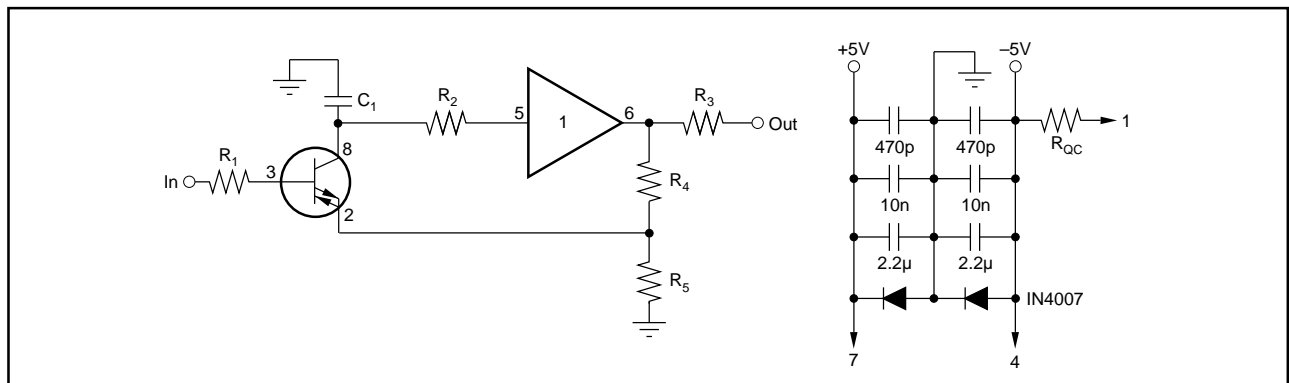 +5V
–5V
C1
R2
5
1
6
R3
Out
8
470p
470p
RQC
1
R1
In
3
R4
10n
10n
2
2.2µ
2.2µ
R5
IN4007
7
4